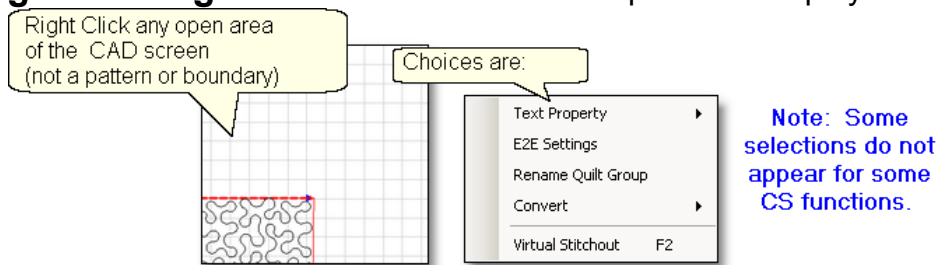 Right Click any open area
of the CAD screen
(not a pattern or boundary)
Choices are:
Text Property
E2E Settings
Rename Quilt Group
Convert
Virtual Stitchout F2
Note: Some
selections do not
appear for some
CS functions.